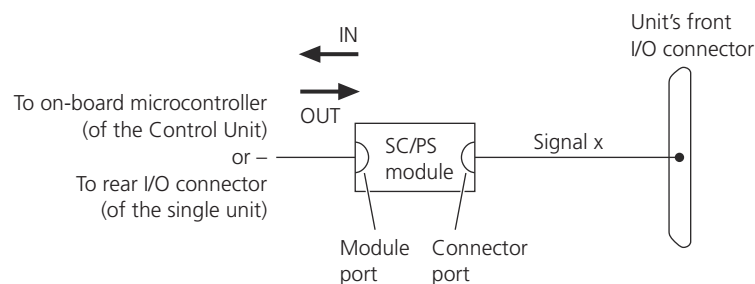 Unit's front
I/O connector
IN
OUT
To on-board microcontroller
(of the Control Unit)
or –
To rear I/O connector
(of the single unit)
SC/PS
module
Signal x
Module
port
Connector
port